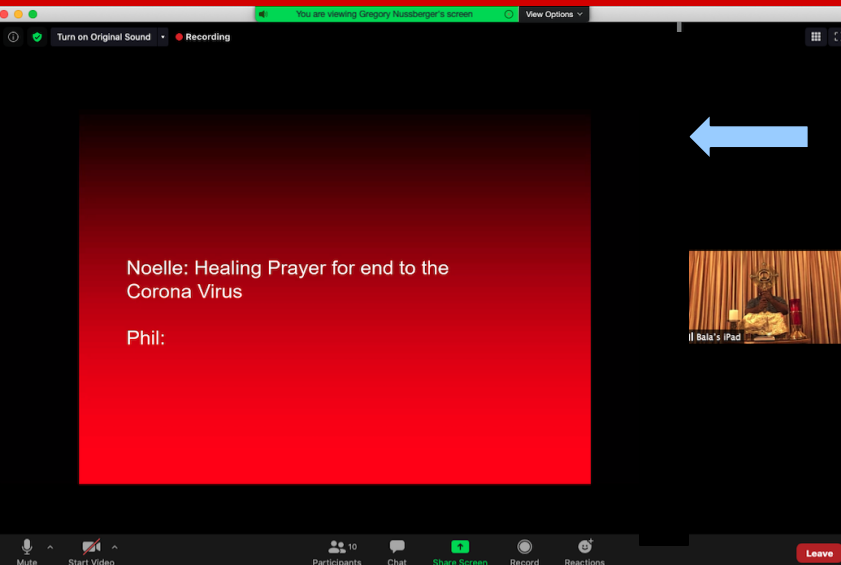 You are viewing Gregory Nussberger's screen
View Options
Turn on Original Sound
Recording
Noelle: Healing Prayer for end to the
Corona Virus
Phil:
Bala's iPad
10
Mute
Start Video
Participants
Chat
Share Screen
Record
Reactions
Leave